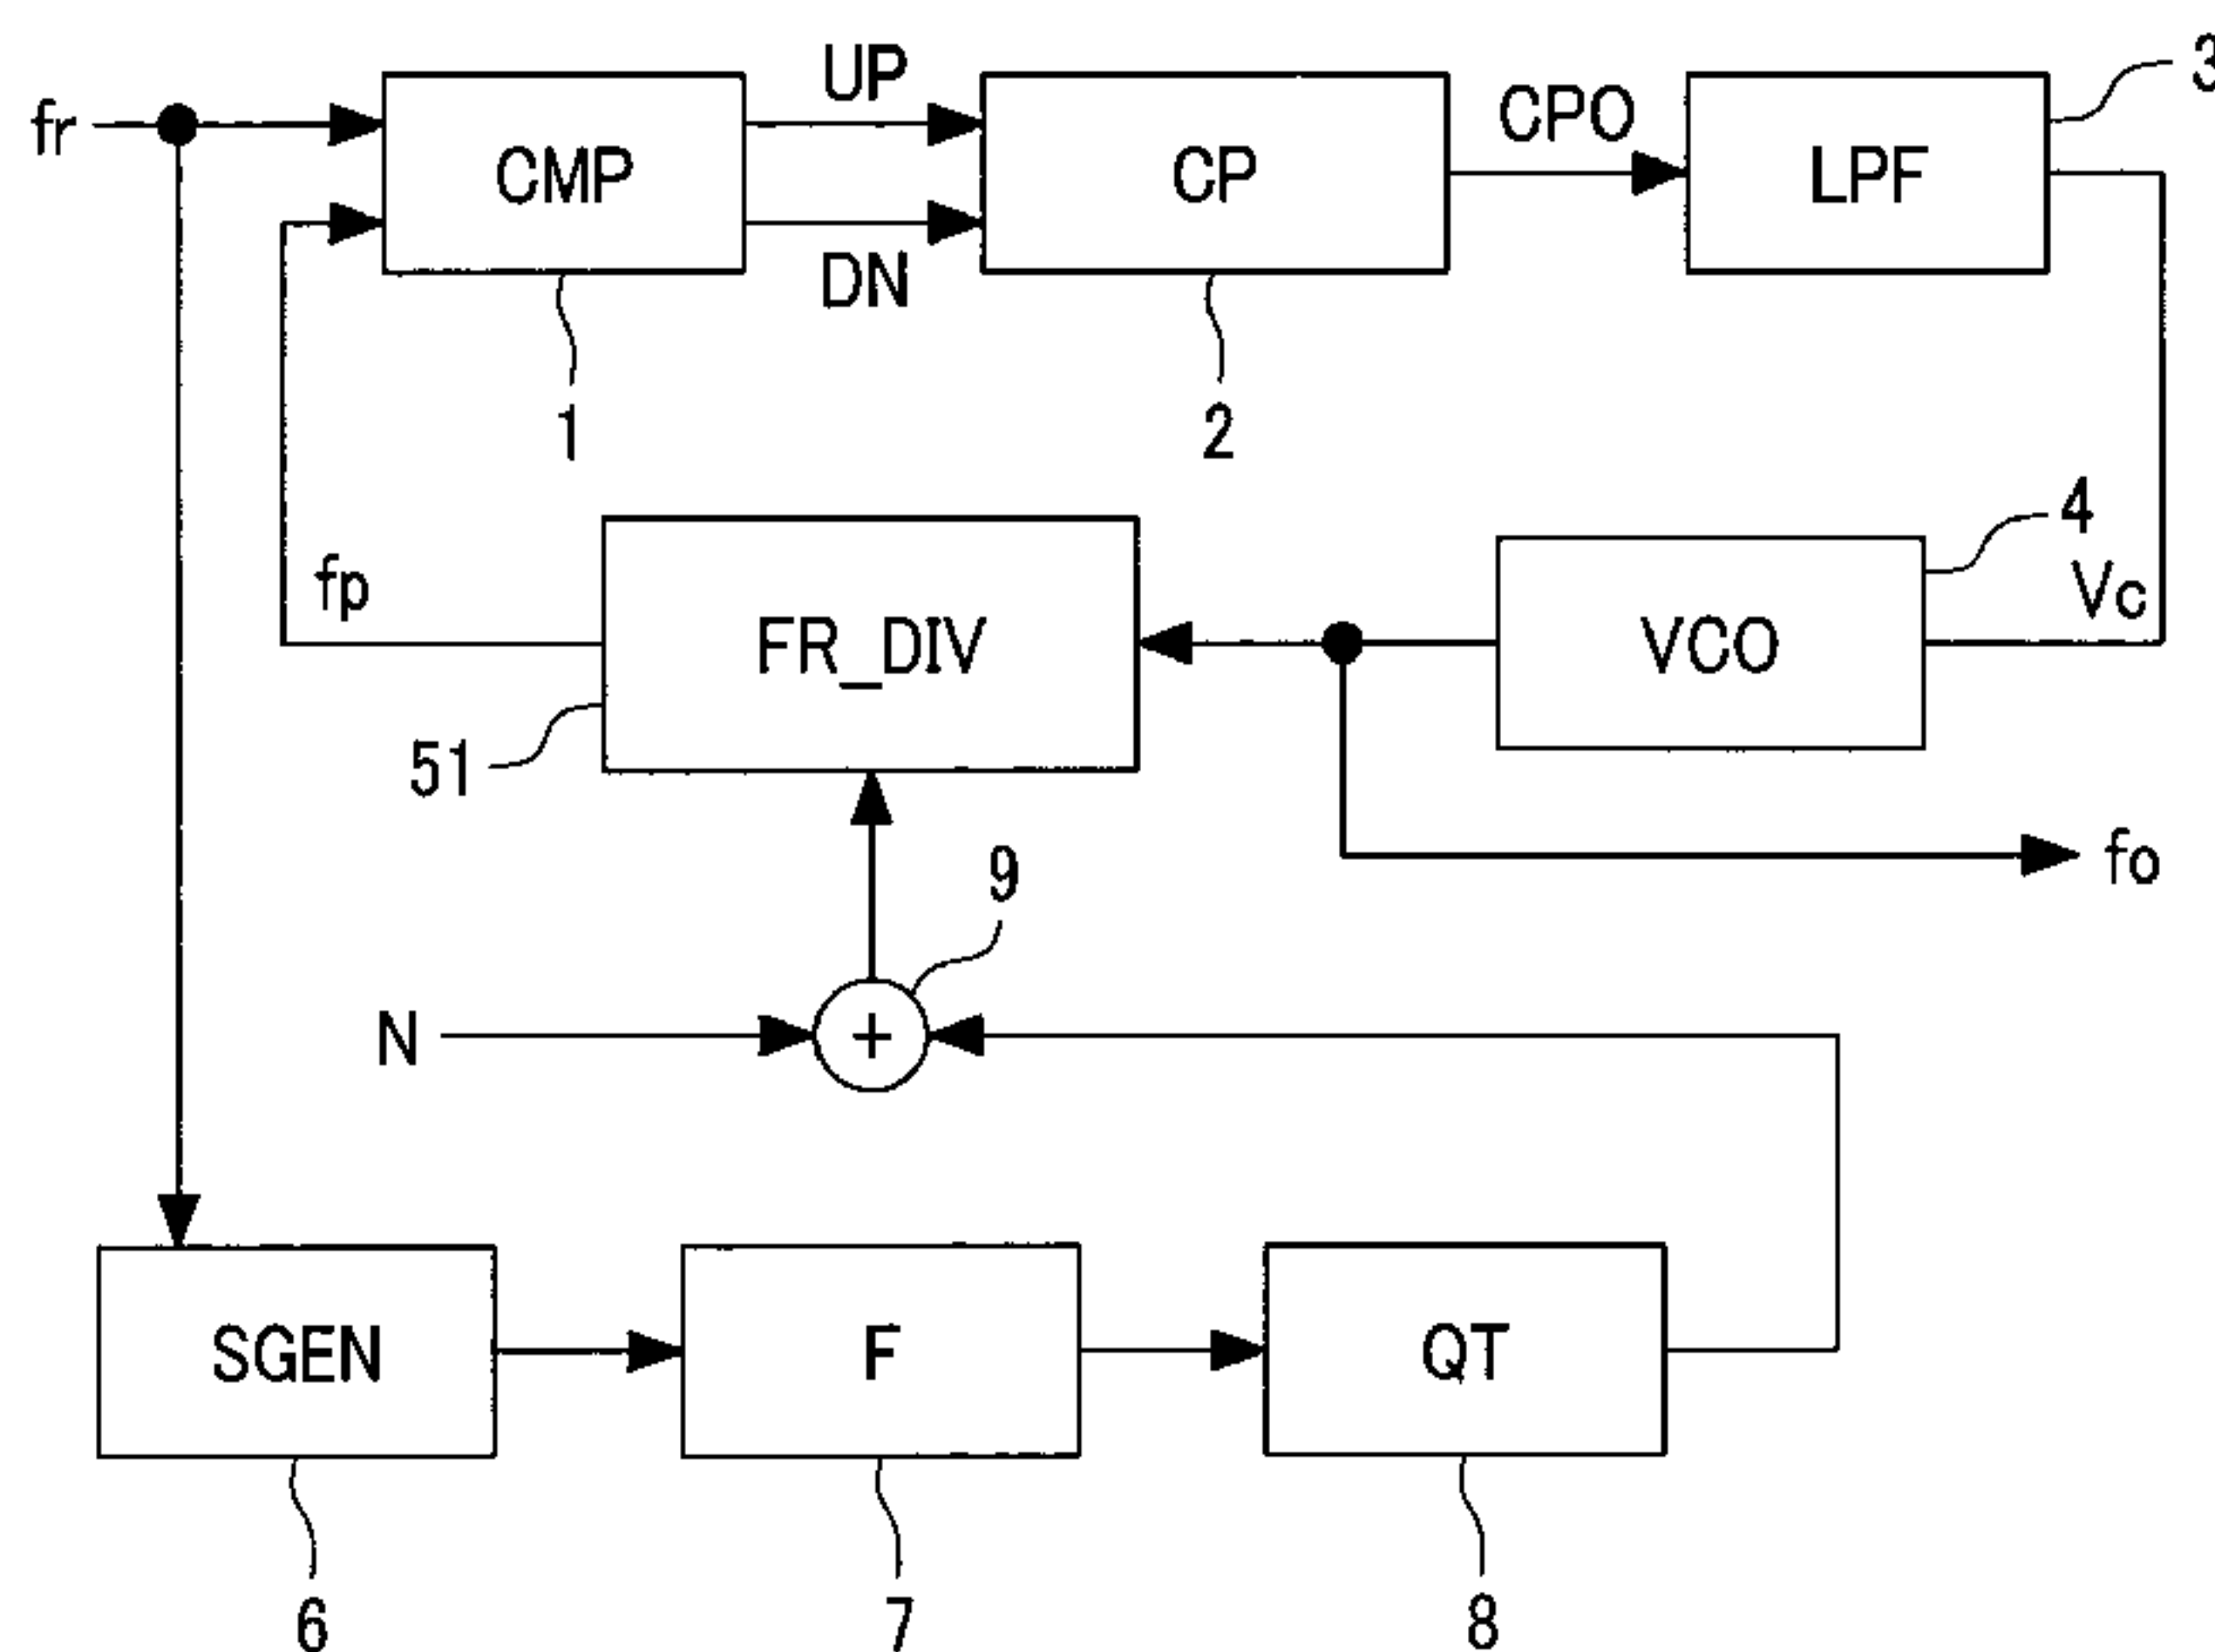 UP
3
fr
CMP
CP
CPO
LPF
DN
1
2
4
fp
FR_DIV
VCO
Vc
51
9
fo
N
+
SGEN
F
QT
6
7
8